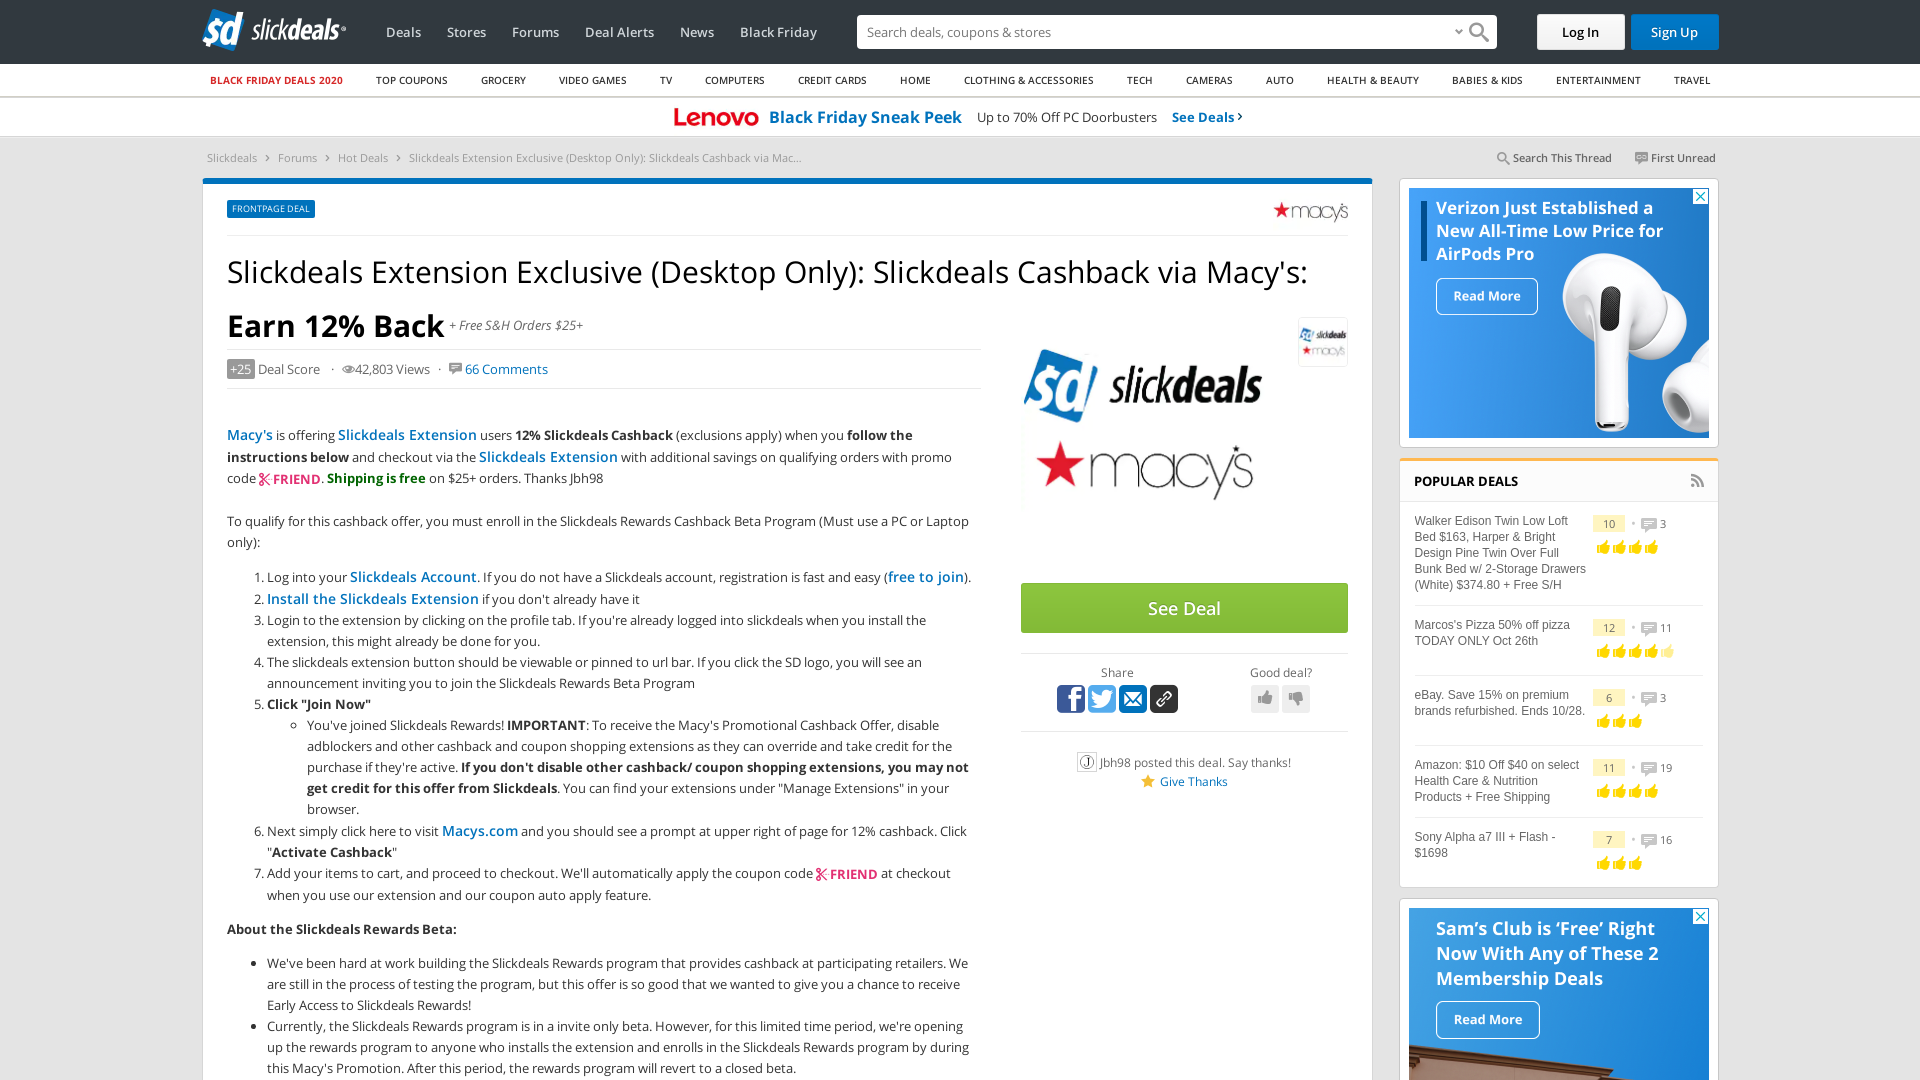 sd slickdeals
Deals
Stores
Forums
Deal Alerts
News
Black Friday
Search deals, coupons & stores
Log In
Sign Up
BLACK FRIDAY DEALS 2020
TOP COUPONS
GROCERY
VIDEO GAMES
TV
COMPUTERS
CREDIT CARDS
HOME
CLOTHING & ACCESSORIES
TECH
CAMERAS
AUTO
HEALTH & BEAUTY
BABIES & KIDS
ENTERTAINMENT
TRAVEL
Lenovo Black Friday Sneak Peek Up to 70% Off PC Doorbusters See Deals ›
Slickdeals › Forums › Hot Deals › Slickdeals Extension Exclusive (Desktop Only): Slickdeals Cashback via Mac...
Search This Thread
First Unread
FRONTPAGE DEAL
macy's
Slickdeals Extension Exclusive (Desktop Only): Slickdeals Cashback via Macy's:
Earn 12% Back + Free S&H Orders $25+
+25 Deal Score · 42,803 Views · 66 Comments
Macy's is offering Slickdeals Extension users 12% Slickdeals Cashback (exclusions apply) when you follow the
instructions below and checkout via the Slickdeals Extension with additional savings on qualifying orders with promo
code FRIEND. Shipping is free on $25+ orders. Thanks Jbh98
To qualify for this cashback offer, you must enroll in the Slickdeals Rewards Cashback Beta Program (Must use a PC or Laptop
only):
1. Log into your Slickdeals Account. If you do not have a Slickdeals account, registration is fast and easy (free to join).
2. Install the Slickdeals Extension if you don't already have it
3. Login to the extension by clicking on the profile tab. If you're already logged into slickdeals when you install the
extension, this might already be done for you.
4. The slickdeals extension button should be viewable or pinned to url bar. If you click the SD logo, you will see an
announcement inviting you to join the Slickdeals Rewards Beta Program
5. Click "Join Now"
You've joined Slickdeals Rewards! IMPORTANT: To receive the Macy's Promotional Cashback Offer, disable
adblockers and other cashback and coupon shopping extensions as they can override and take credit for the
purchase if they're active. If you don't disable other cashback/ coupon shopping extensions, you may not
get credit for this offer from Slickdeals. You can find your extensions under "Manage Extensions" in your
browser.
6. Next simply click here to visit Macys.com and you should see a prompt at upper right of page for 12% cashback. Click
"Activate Cashback"
7. Add your items to cart, and proceed to checkout. We'll automatically apply the coupon code FRIEND at checkout
when you use our extension and our coupon auto apply feature.
About the Slickdeals Rewards Beta:
We've been hard at work building the Slickdeals Rewards program that provides cashback at participating retailers. We
are still in the process of testing the program, but this offer is so good that we wanted to give you a chance to receive
Early Access to Slickdeals Rewards!
Currently, the Slickdeals Rewards program is in a invite only beta. However, for this limited time period, we're opening
up the rewards program to anyone who installs the extension and enrolls in the Slickdeals Rewards program by during
this Macy's Promotion. After this period, the rewards program will revert to a closed beta.
sd slickdeals
macy's
sd slickdeals
macy's
See Deal
Share
Good deal?
J Jbh98 posted this deal. Say thanks!
Give Thanks
Verizon Just Established a
New All-Time Low Price for
AirPods Pro
Read More
POPULAR DEALS
Walker Edison Twin Low Loft
Bed $163, Harper & Bright
Design Pine Twin Over Full
Bunk Bed w/ 2-Storage Drawers
(White) $374.80 + Free S/H
10 • 3
Marcos's Pizza 50% off pizza
TODAY ONLY Oct 26th
12 • 11
eBay. Save 15% on premium
brands refurbished. Ends 10/28.
6 • 3
Amazon: $10 Off $40 on select
Health Care & Nutrition
Products + Free Shipping
11 • 19
Sony Alpha a7 III + Flash -
$1698
7 • 16
Sam's Club is 'Free' Right
Now With Any of These 2
Membership Deals
Read More